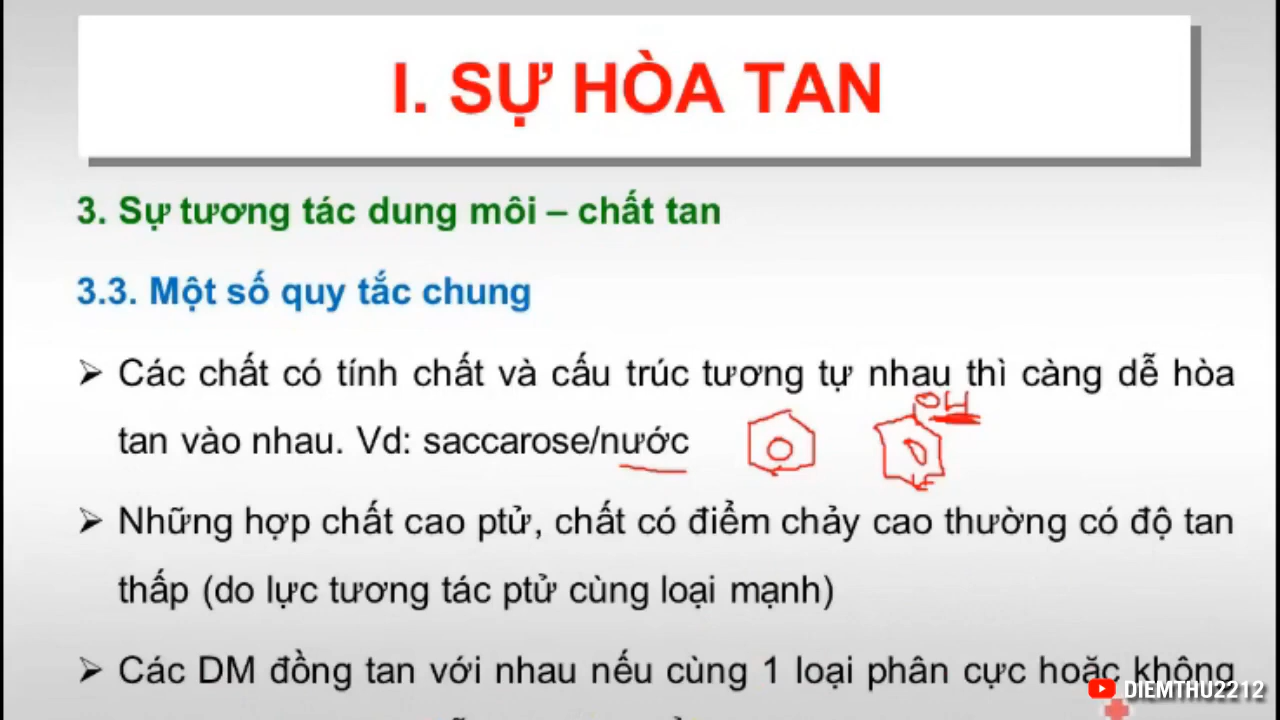 I. SỰ HÒA TAN
3. Sự tương tác dung môi – chất tan
3.3. Một số quy tắc chung
➢ Các chất có tính chất và cấu trúc tương tự nhau thì càng dễ hòa
OH
tan vào nhau. Vd: saccarose/nước
➢ Những hợp chất cao ptử, chất có điểm chảy cao thường có độ tan
thấp (do lực tương tác ptử cùng loại mạnh)
➢ Các DM đồng tan với nhau nếu cùng 1 loại phân cực hoặc không
DIEMTHU2212